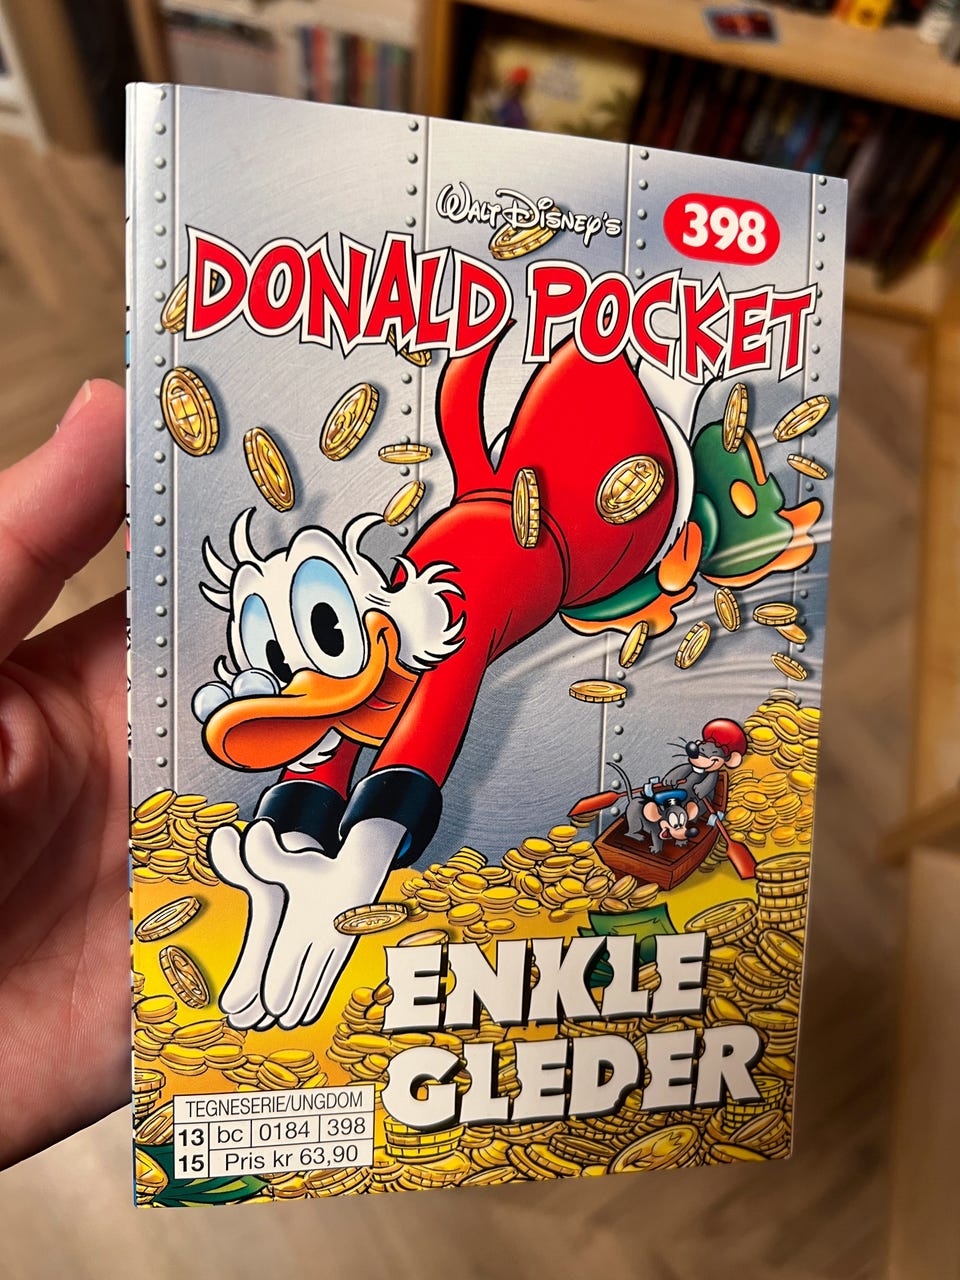 WALT DISNEY'S
398
DONALD POCKET
ENKLE
GLEDER
TEGNESERIE/UNGDOM
13 bc 0184 398
15 Pris kr 63,90